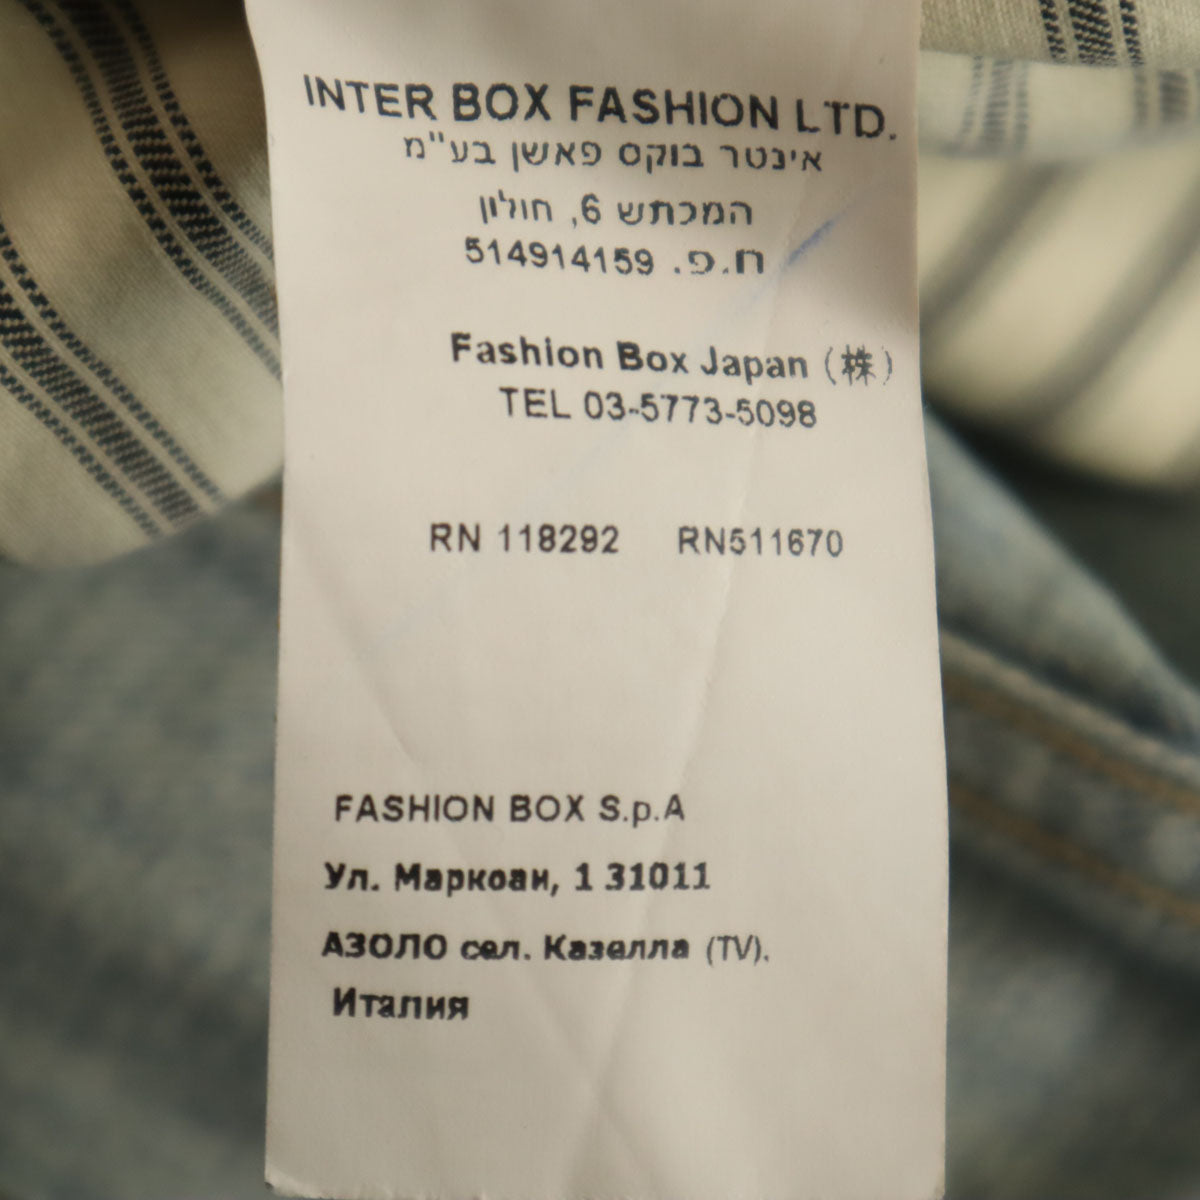 INTER BOX FASHION LTD.
אינטר בוקס פאשן בע"מ
המכתש 6, חולון
ח.פ. 514914159
Fashion Box Japan (株)
TEL 03-5773-5098
RN 118292 RN511670
FASHION BOX S.p.A
Ул. Маркоан, 1 31011
АЗОЛО сел. Казелла (TV).
Италия